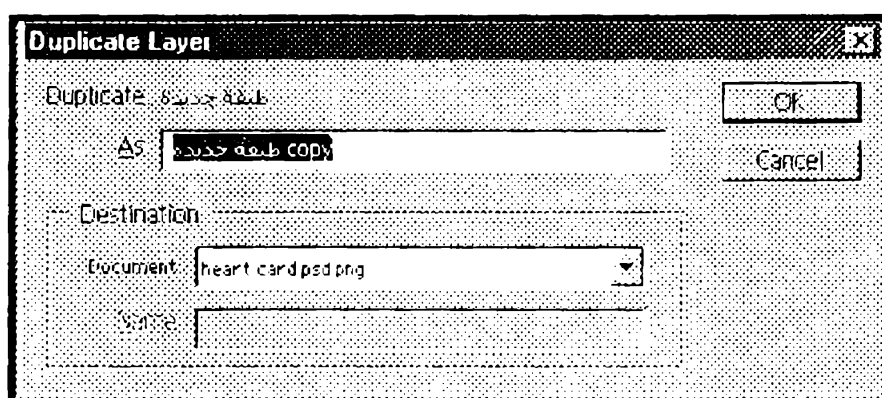 Duplicate Layer
Duplicate: طبقة جديدة
OK
As: طبقة جديدة copy
Cancel
Destination
Document: heart card psd png
Name: